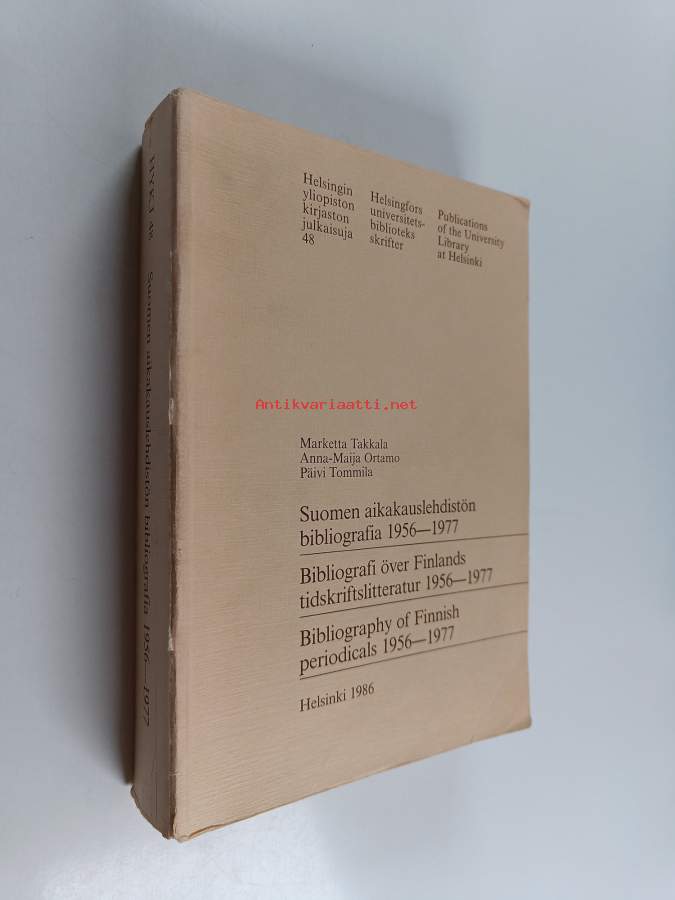 Helsingin
yliopiston
kirjaston
julkaisuja
48
Helsingfors
universitets-
biblioteks
skrifter
Publications
of the University
Library
at Helsinki
Antikvariaatti.net
Marketta Takkala
Anna-Maija Ortamo
Päivi Tommila
Suomen aikakauslehdistön
bibliografia 1956—1977
Bibliografi över Finlands
tidskriftslitteratur 1956—1977
Bibliography of Finnish
periodicals 1956—1977
Helsinki 1986
HYKJ 48 Suomen aikakauslehdistön bibliografia 1956—1977